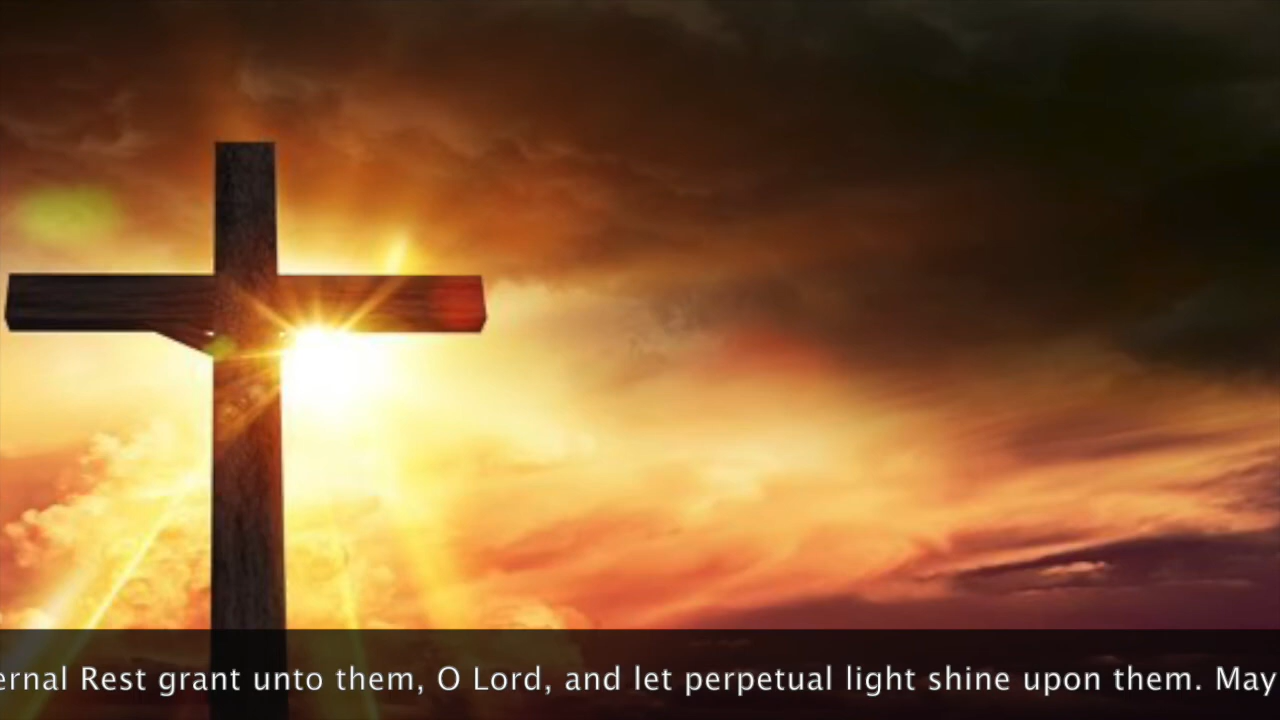 ernal Rest grant unto them, O Lord, and let perpetual light shine upon them. May